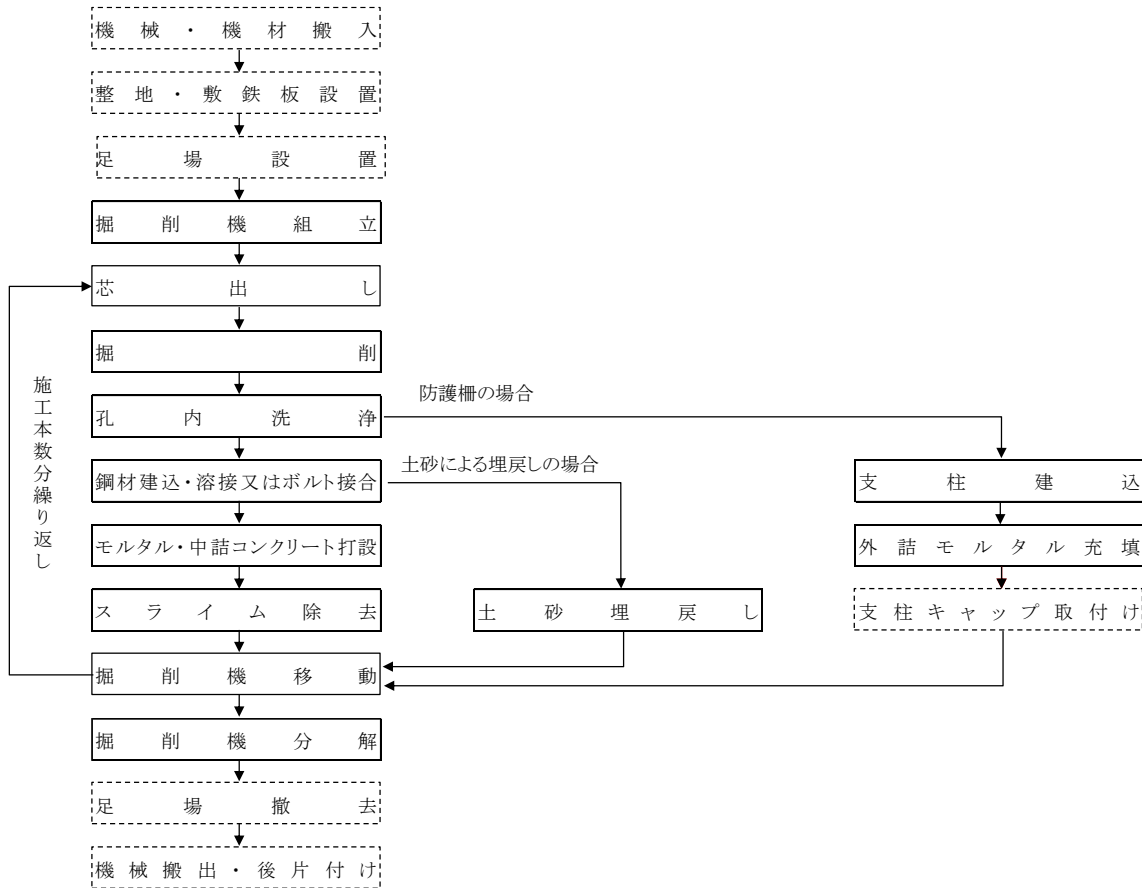 機械・機材搬入
整地・敷鉄板設置
足場設置
掘削機組立
芯出し
掘削
孔内洗浄
防護柵の場合
鋼材建込・溶接又はボルト接合
土砂による埋戻しの場合
支柱建込
モルタル・中詰コンクリート打設
外詰モルタル充填
スライム除去
土砂埋戻し
支柱キャップ取付け
掘削機移動
施工本数分繰り返し
掘削機分解
足場撤去
機械搬出・後片付け